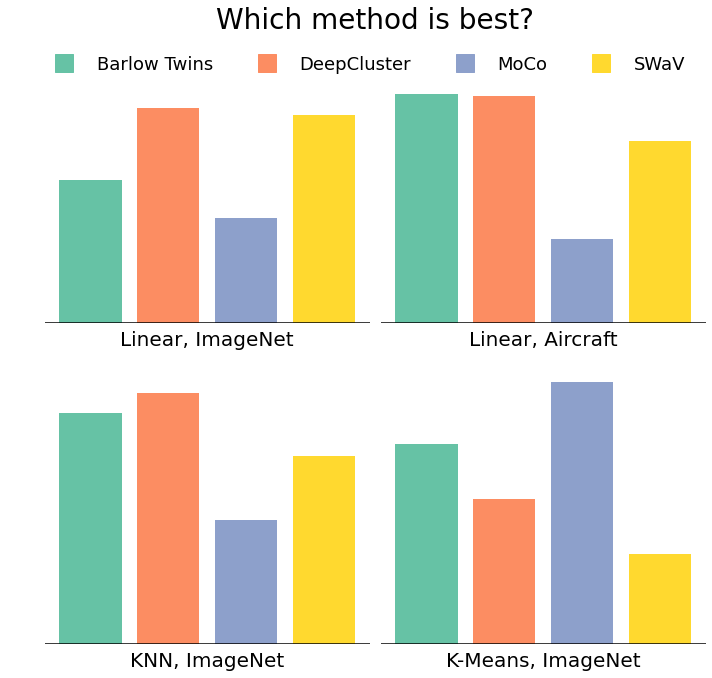 Which method is best?
Barlow Twins DeepCluster MoCo SWaV
Linear, ImageNet Linear, Aircraft
KNN, ImageNet K-Means, ImageNet